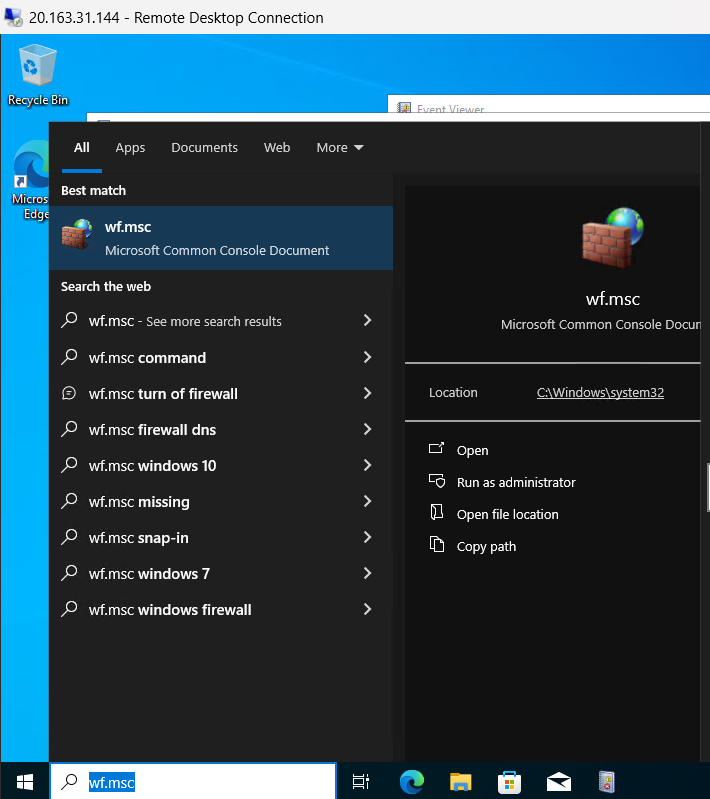 20.163.31.144 - Remote Desktop Connection
Recycle Bin
Event Viewer
Micros
Edge
All Apps Documents Web More
Best match
wf.msc
Microsoft Common Console Document
Search the web
wf.msc - See more search results
wf.msc command
wf.msc turn of firewall
wf.msc firewall dns
wf.msc windows 10
wf.msc missing
wf.msc snap-in
wf.msc windows 7
wf.msc windows firewall
wf.msc
Microsoft Common Console Docum
Location C:\Windows\system32
Open
Run as administrator
Open file location
Copy path
wf.msc